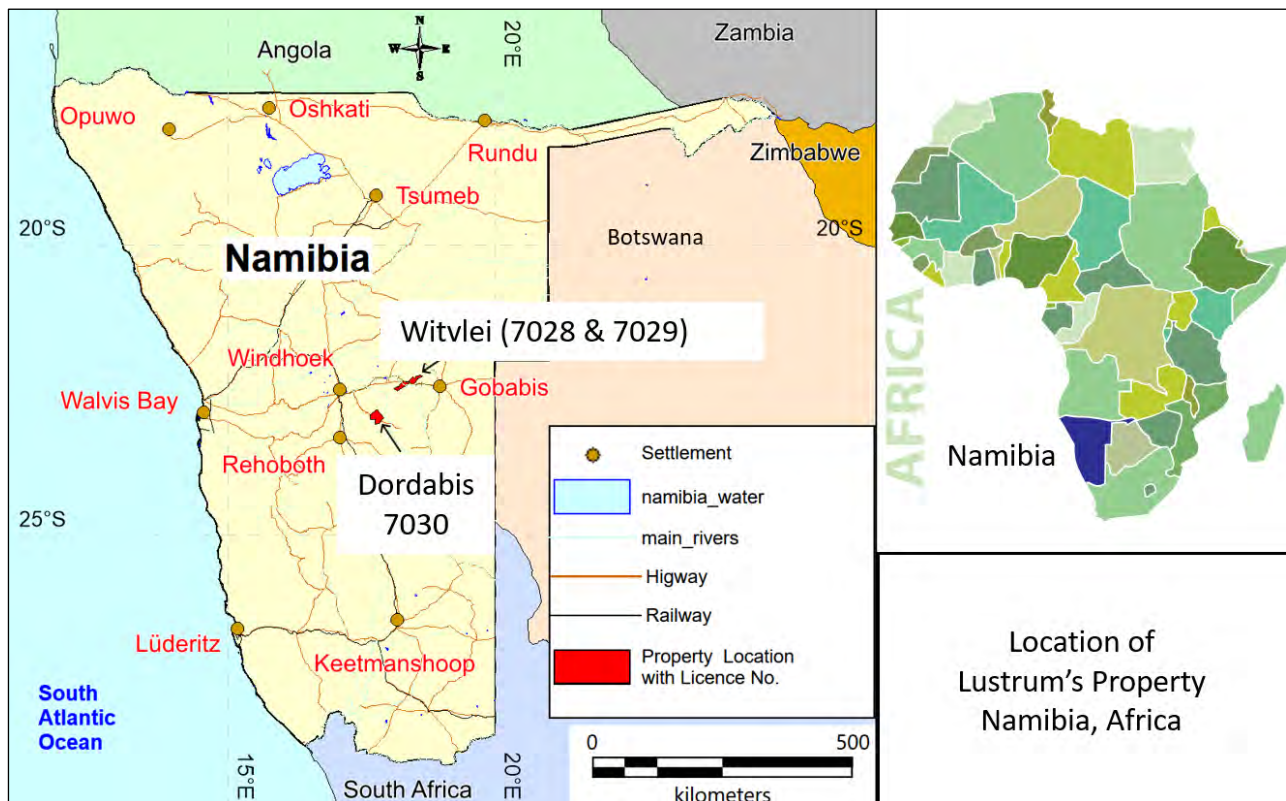 Angola
N
W
E
S
20°E
Zambia
Opuwo
Oshkati
Rundu
Zimbabwe
Tsumeb
20°S
Botswana
20°S
Namibia
Witvlei (7028 & 7029)
Windhoek
Gobabis
Walvis Bay
Rehoboth
Dordabis
7030
25°S
Lüderitz
Keetmanshoop
South
Atlantic
Ocean
15°E
20°E
South Africa
Settlement
namibia_water
main_rivers
Higway
Railway
Property Location
with Licence No.
0
500
kilometers
AFRICA
Namibia
Location of
Lustrum's Property
Namibia, Africa